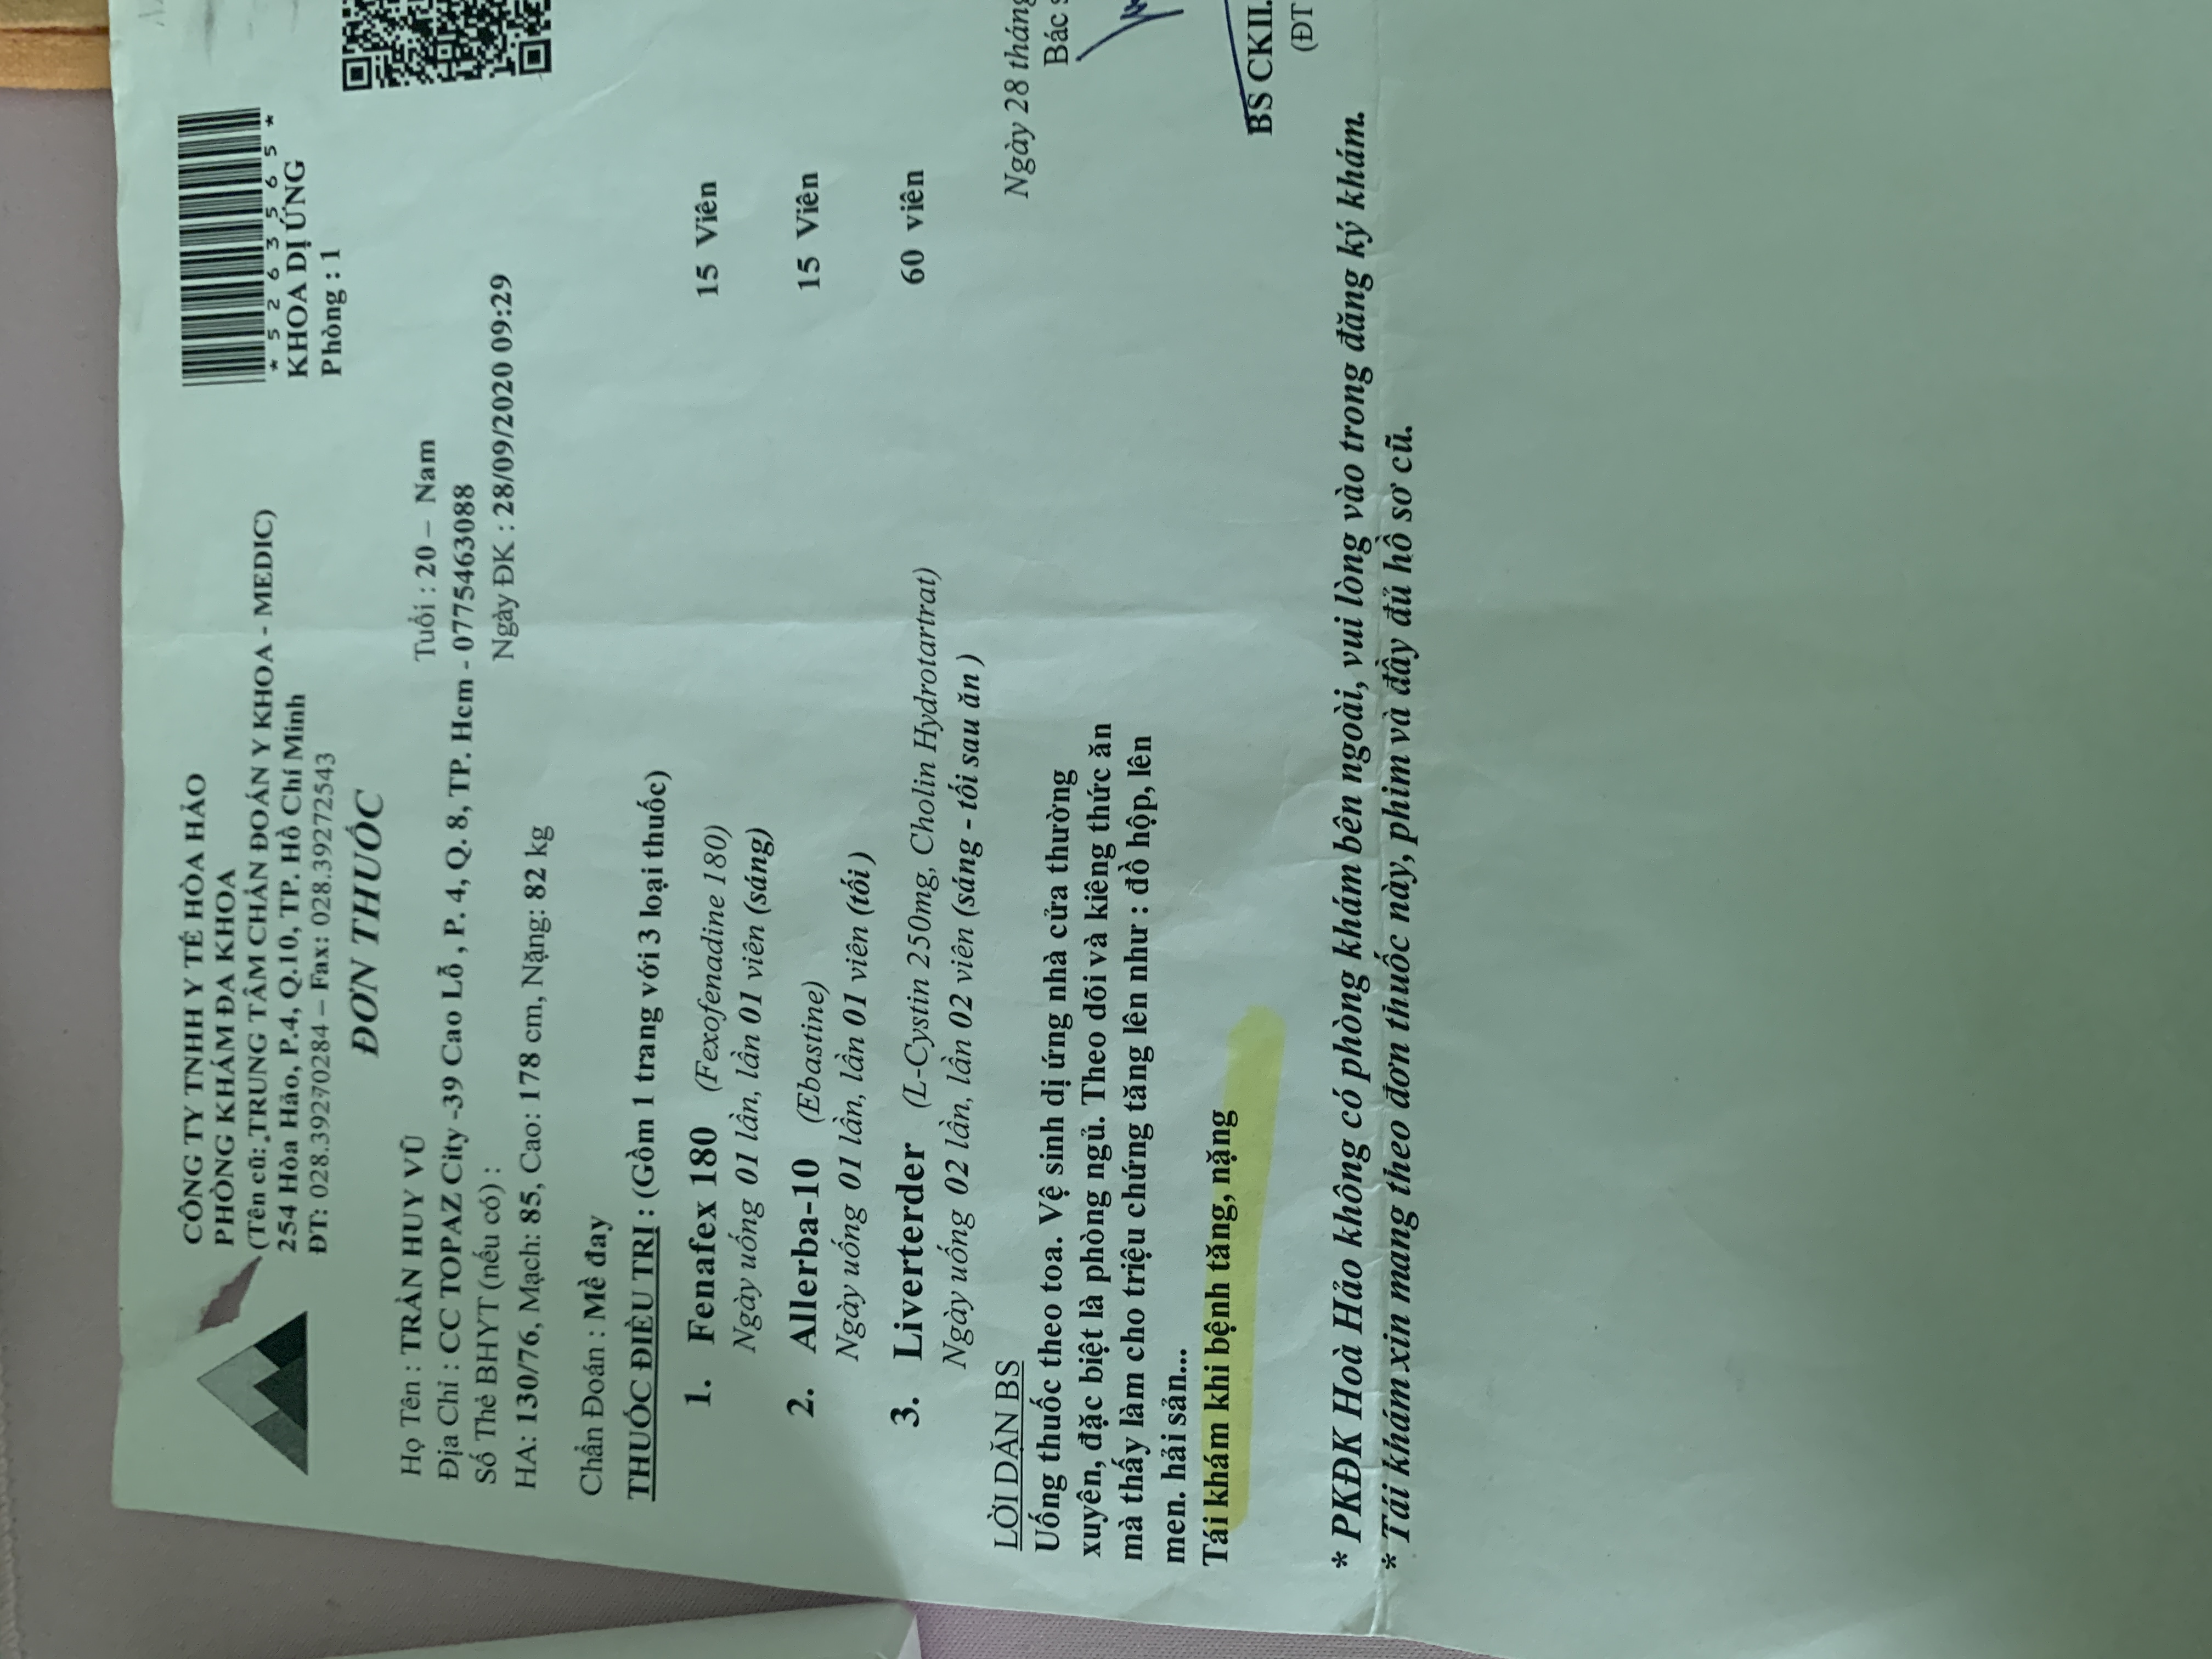 CÔNG TY TNHH Y TẾ HÒA HẢO
PHÒNG KHÁM ĐA KHOA
(Tên cũ: TRUNG TÂM CHẨN ĐOÁN Y KHOA - MEDIC)
254 Hòa Hảo, P.4, Q.10, TP. Hồ Chí Minh
ĐT: 028.39270284 – Fax: 028.39272543
*5263565*
KHOA DỊ ỨNG
Phòng : 1
ĐƠN THUỐC
Họ Tên : TRẦN HUY VŨ
Tuổi : 20 – Nam
Địa Chỉ : CC TOPAZ City -39 Cao Lỗ , P. 4, Q. 8, TP. Hcm - 0775463088
Số Thẻ BHYT (nếu có) :
Ngày ĐK : 28/09/2020 09:29
HA: 130/76, Mạch: 85, Cao: 178 cm, Nặng: 82 kg
Chẩn Đoán : Mề đay
THUỐC ĐIỀU TRỊ : (Gồm 1 trang với 3 loại thuốc)
1. Fenafex 180 (Fexofenadine 180) 15 Viên
Ngày uống 01 lần, lần 01 viên (sáng)
2. Allerba-10 (Ebastine) 15 Viên
Ngày uống 01 lần, lần 01 viên (tối )
3. Liverterder (L-Cystin 250mg, Cholin Hydrotartrat) 60 viên
Ngày uống 02 lần, lần 02 viên (sáng - tối sau ăn )
LỜI DẶN BS
Uống thuốc theo toa. Vệ sinh dị ứng nhà cửa thường
xuyên, đặc biệt là phòng ngủ. Theo dõi và kiêng thức ăn
mà thấy làm cho triệu chứng tăng lên như : đồ hộp, lên
men. hải sản...
Tái khám khi bệnh tăng, nặng
Ngày 28 tháng
Bác
BS CKII.
(ĐT
* PKĐK Hoà Hảo không có phòng khám bên ngoài, vui lòng vào trong đăng ký khám.
* Tái khám xin mang theo đơn thuốc này, phim và đầy đủ hồ sơ cũ.